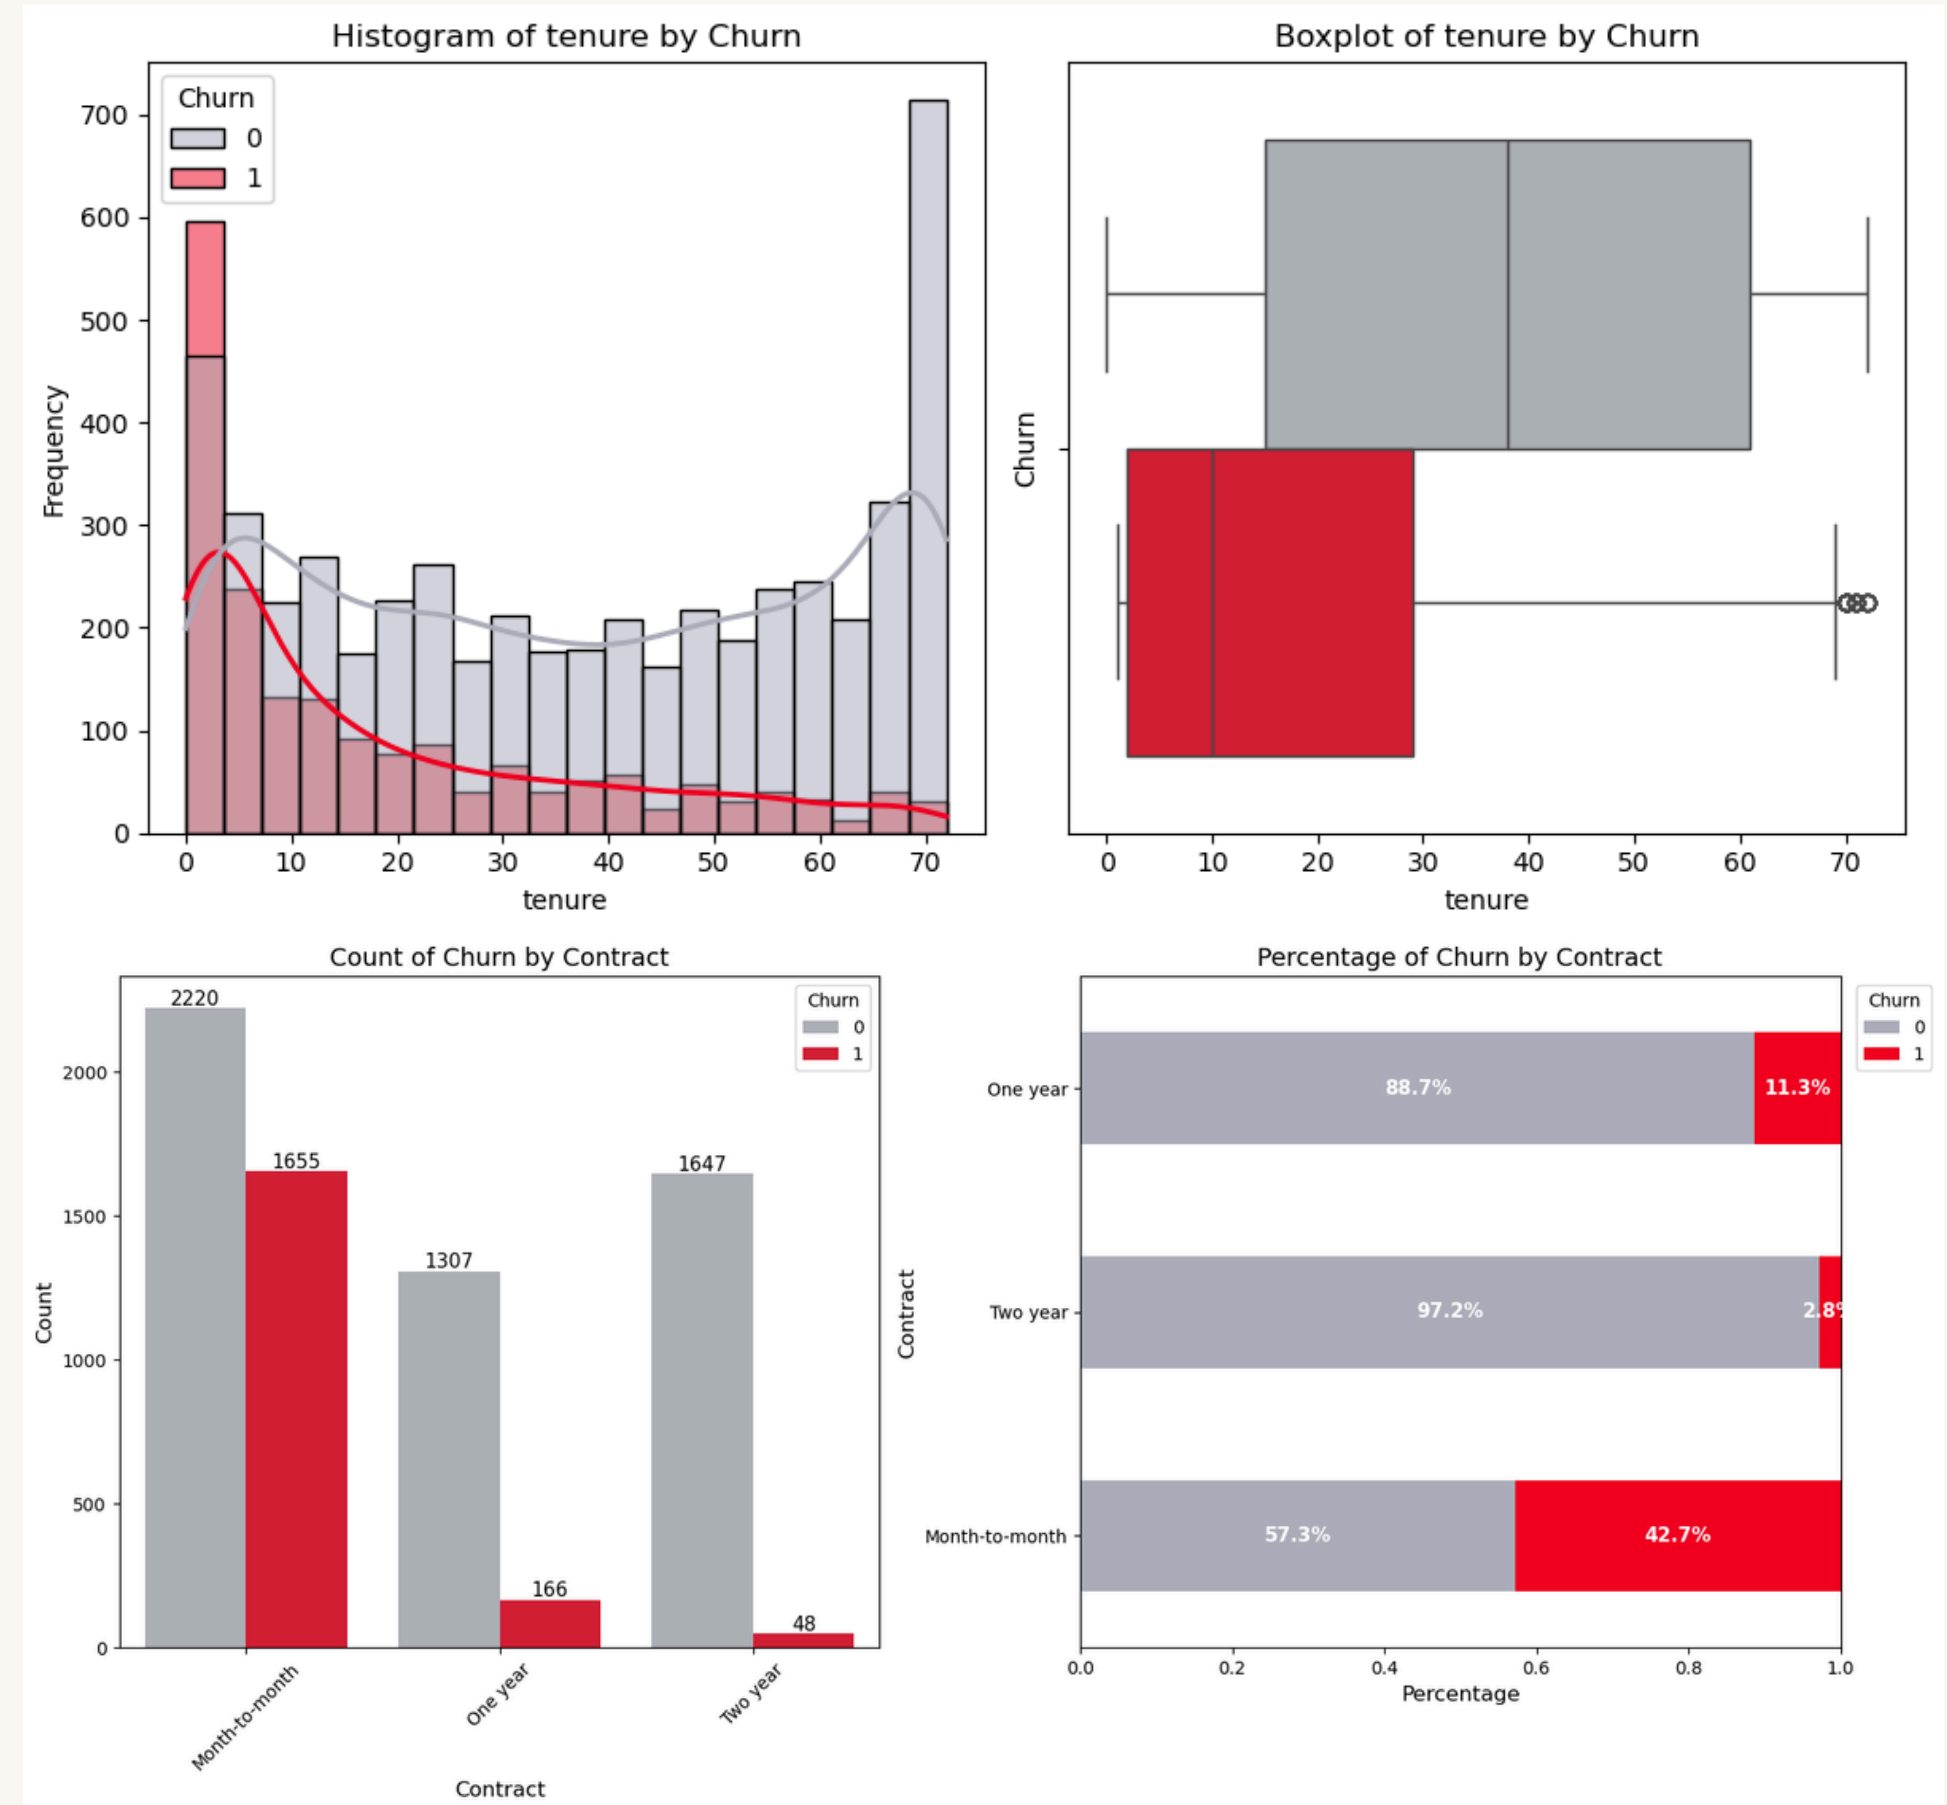 Histogram of tenure by Churn
Churn
0
1
700
600
500
400
300
200
100
0
Frequency
0 10 20 30 40 50 60 70
tenure
Boxplot of tenure by Churn
Churn
0 10 20 30 40 50 60 70
tenure
Count of Churn by Contract
Churn
0
1
2220
1655
1307
166
1647
48
2000
1500
1000
500
0
Count
Month-to-month
One year
Two year
Contract
Percentage of Churn by Contract
Churn
0
1
Contract
One year
88.7% 11.3%
Two year
97.2% 2.8%
Month-to-month
57.3% 42.7%
0.0 0.2 0.4 0.6 0.8 1.0
Percentage